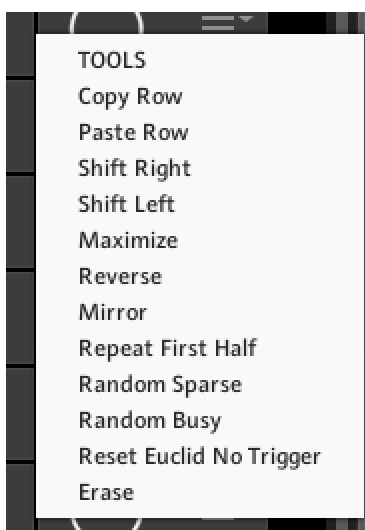 TOOLS
Copy Row
Paste Row
Shift Right
Shift Left
Maximize
Reverse
Mirror
Repeat First Half
Random Sparse
Random Busy
Reset Euclid No Trigger
Erase